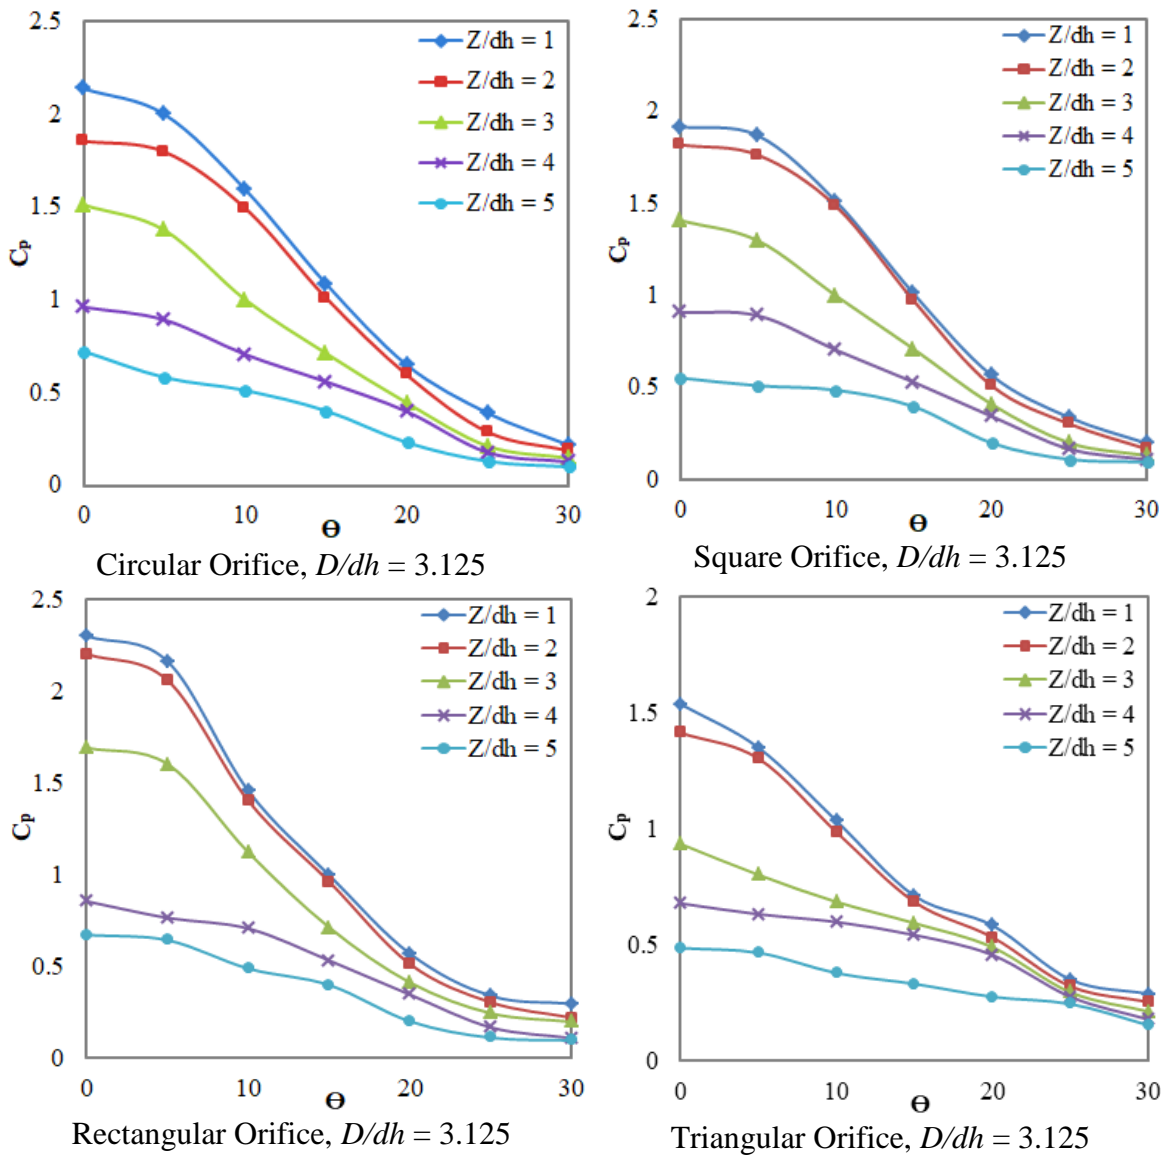 2.5
2
1.5
1
0.5
0
Cp
Z/dh = 1
Z/dh = 2
Z/dh = 3
Z/dh = 4
Z/dh = 5
0 10 20 30
Ө
Circular Orifice, D/dh = 3.125
2.5
2
1.5
1
0.5
0
Cp
Z/dh = 1
Z/dh = 2
Z/dh = 3
Z/dh = 4
Z/dh = 5
0 10 20 30
Ө
Square Orifice, D/dh = 3.125
2.5
2
1.5
1
0.5
0
Cp
Z/dh = 1
Z/dh = 2
Z/dh = 3
Z/dh = 4
Z/dh = 5
0 10 20 30
Ө
Rectangular Orifice, D/dh = 3.125
2
1.5
1
0.5
0
Cp
Z/dh = 1
Z/dh = 2
Z/dh = 3
Z/dh = 4
Z/dh = 5
0 10 20 30
Ө
Triangular Orifice, D/dh = 3.125